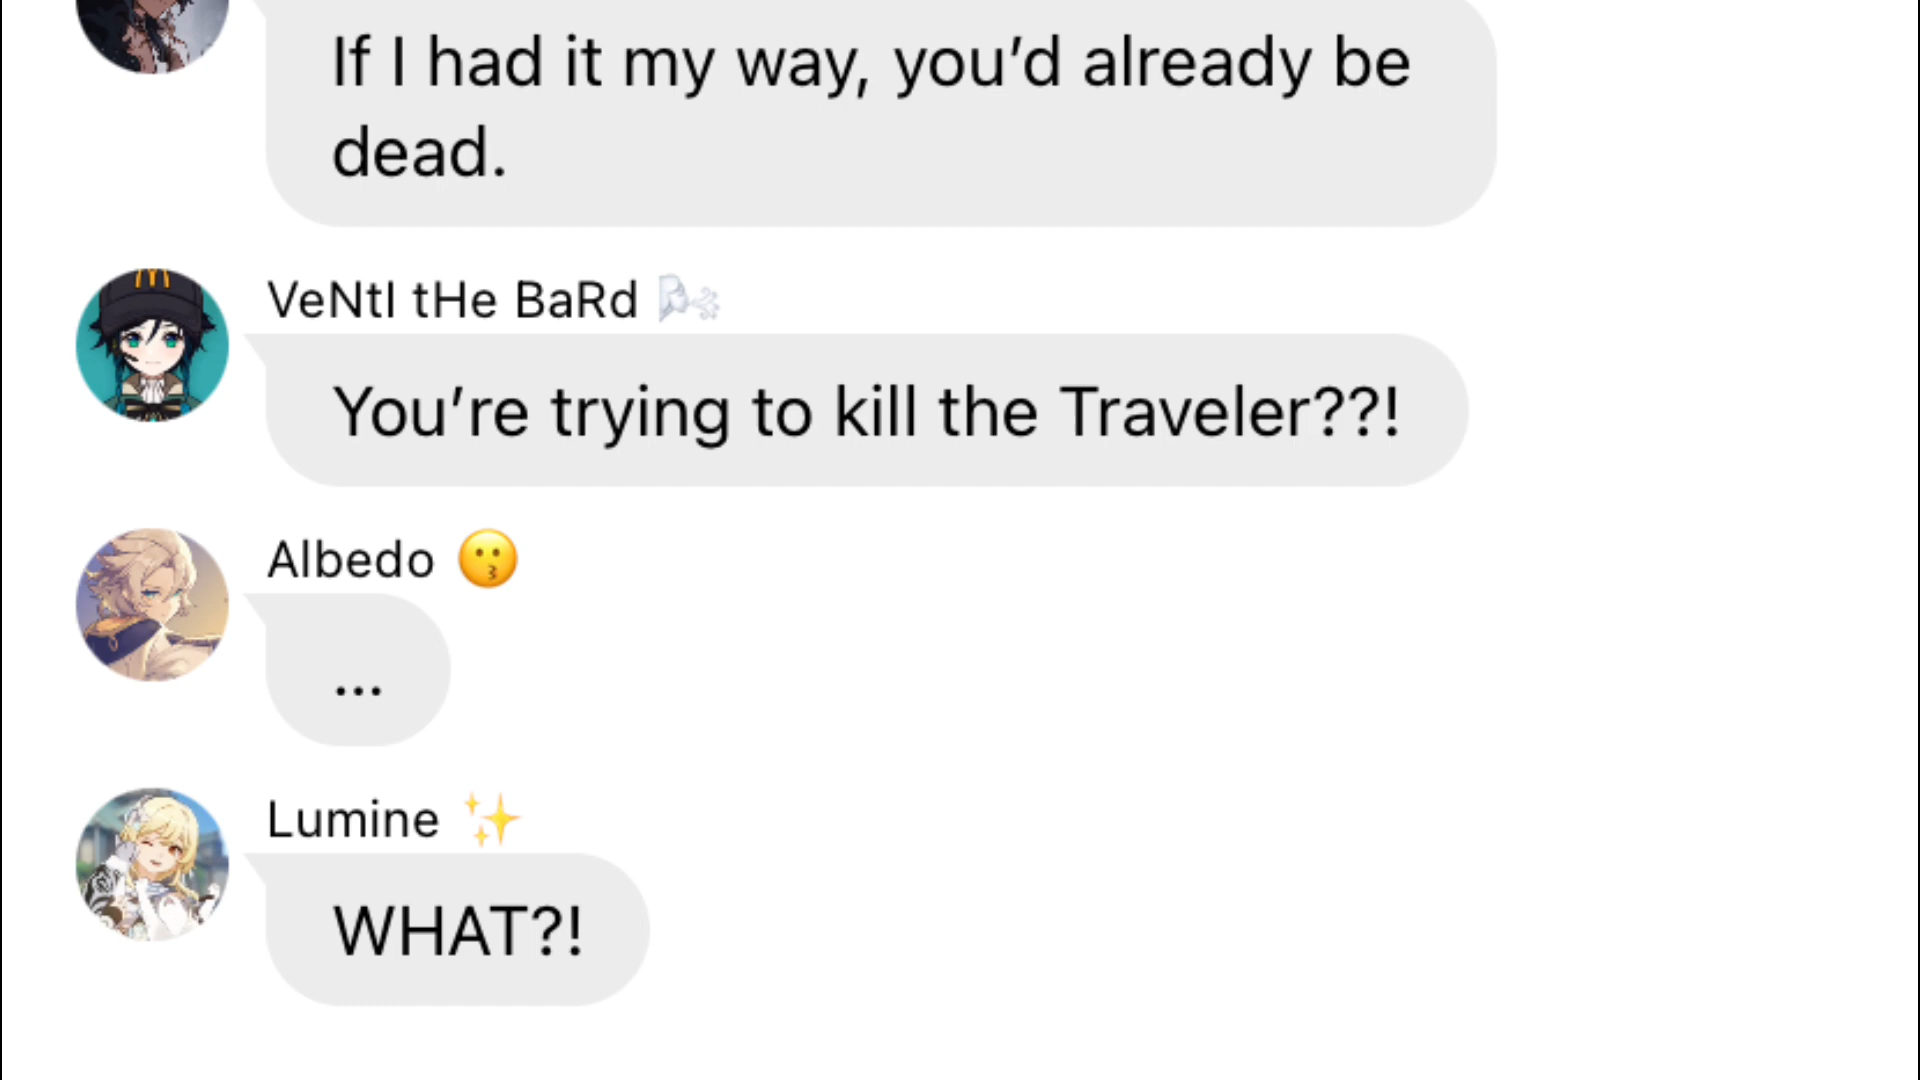 If I had it my way, you’d already be
dead.
VeNtI tHe BaRd 🌬️
You’re trying to kill the Traveler??!
Albedo 😗
...
Lumine ✨
WHAT?!